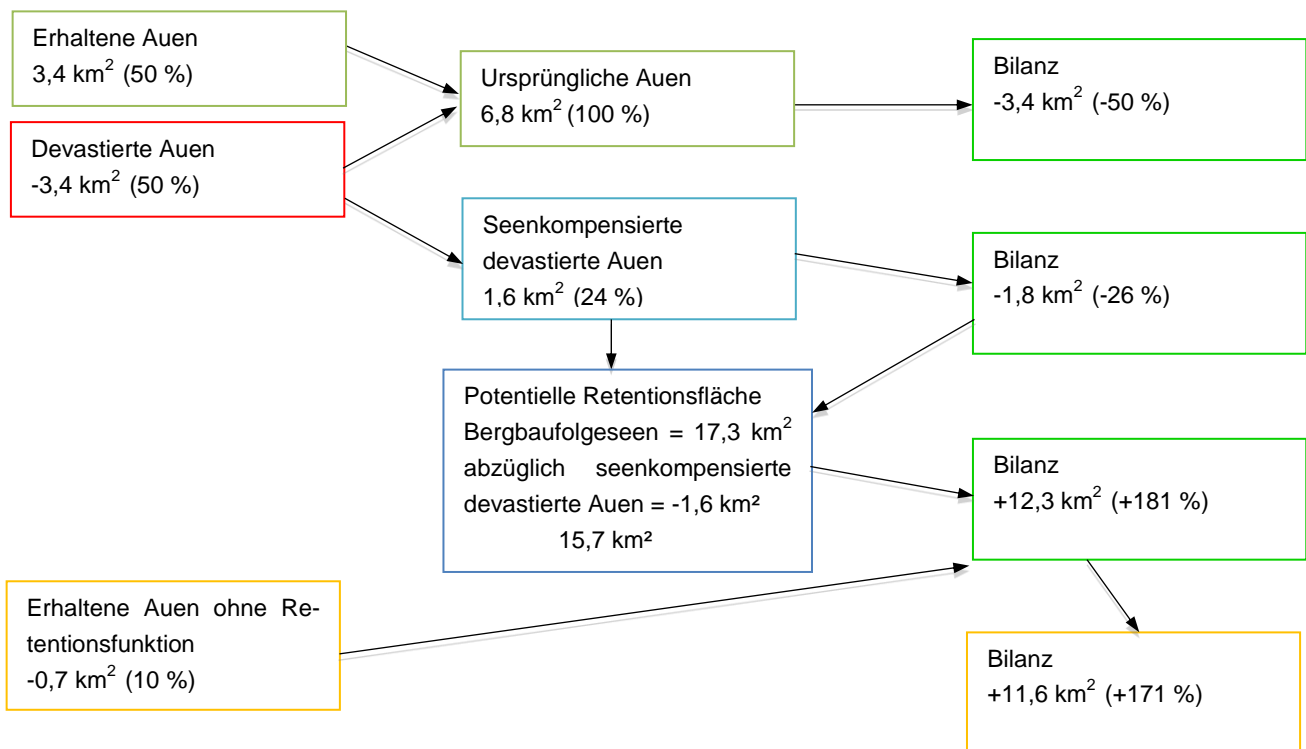 Erhaltene Auen
3,4 km² (50 %)
Ursprüngliche Auen
6,8 km² (100 %)
Bilanz
-3,4 km² (-50 %)
Devastierte Auen
-3,4 km² (50 %)
Seenkompensierte
devastierte Auen
1,6 km² (24 %)
Bilanz
-1,8 km² (-26 %)
Potentielle Retentionsfläche
Bergbaufolgeseen = 17,3 km²
abzüglich seenkompensierte
devastierte Auen = -1,6 km²
15,7 km²
Bilanz
+12,3 km² (+181 %)
Erhaltene Auen ohne Re-
tentionsfunktion
-0,7 km² (10 %)
Bilanz
+11,6 km² (+171 %)